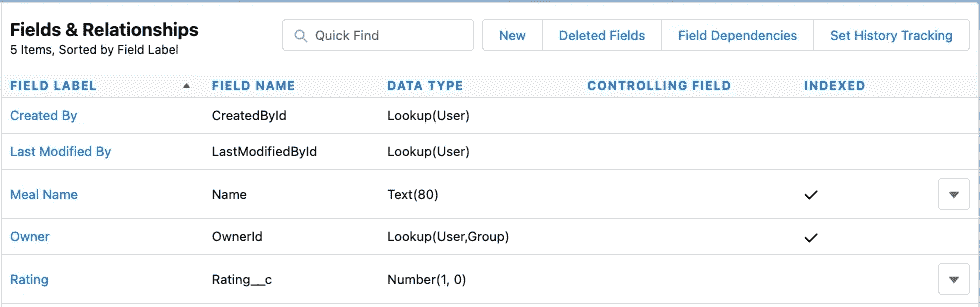 Fields & Relationships
5 Items, Sorted by Field Label
Quick Find
New Deleted Fields Field Dependencies Set History Tracking
FIELD LABEL FIELD NAME DATA TYPE CONTROLLING FIELD INDEXED
Created By CreatedById Lookup(User)
Last Modified By LastModifiedById Lookup(User)
Meal Name Name Text(80)
Owner OwnerId Lookup(User,Group)
Rating Rating__c Number(1, 0)